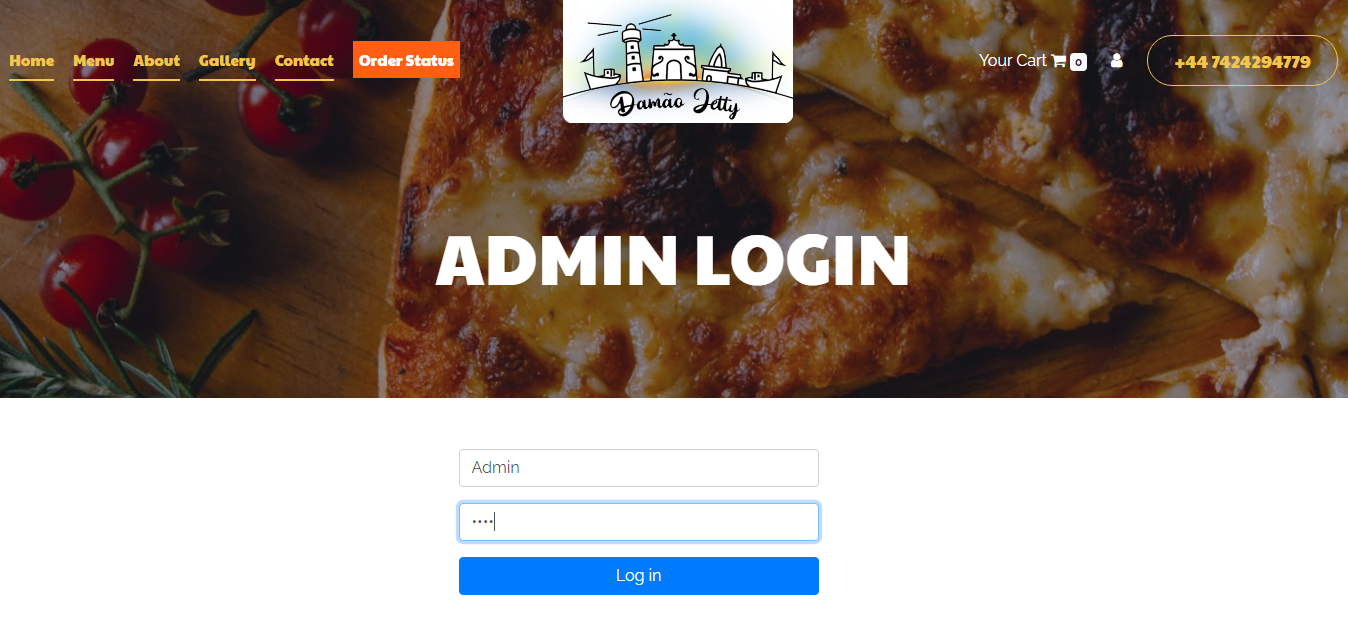 Home Menu About Gallery Contact Order Status
Damão Jetty
Your Cart 0
+44 7424294779
ADMIN LOGIN
Admin
••••
Log in